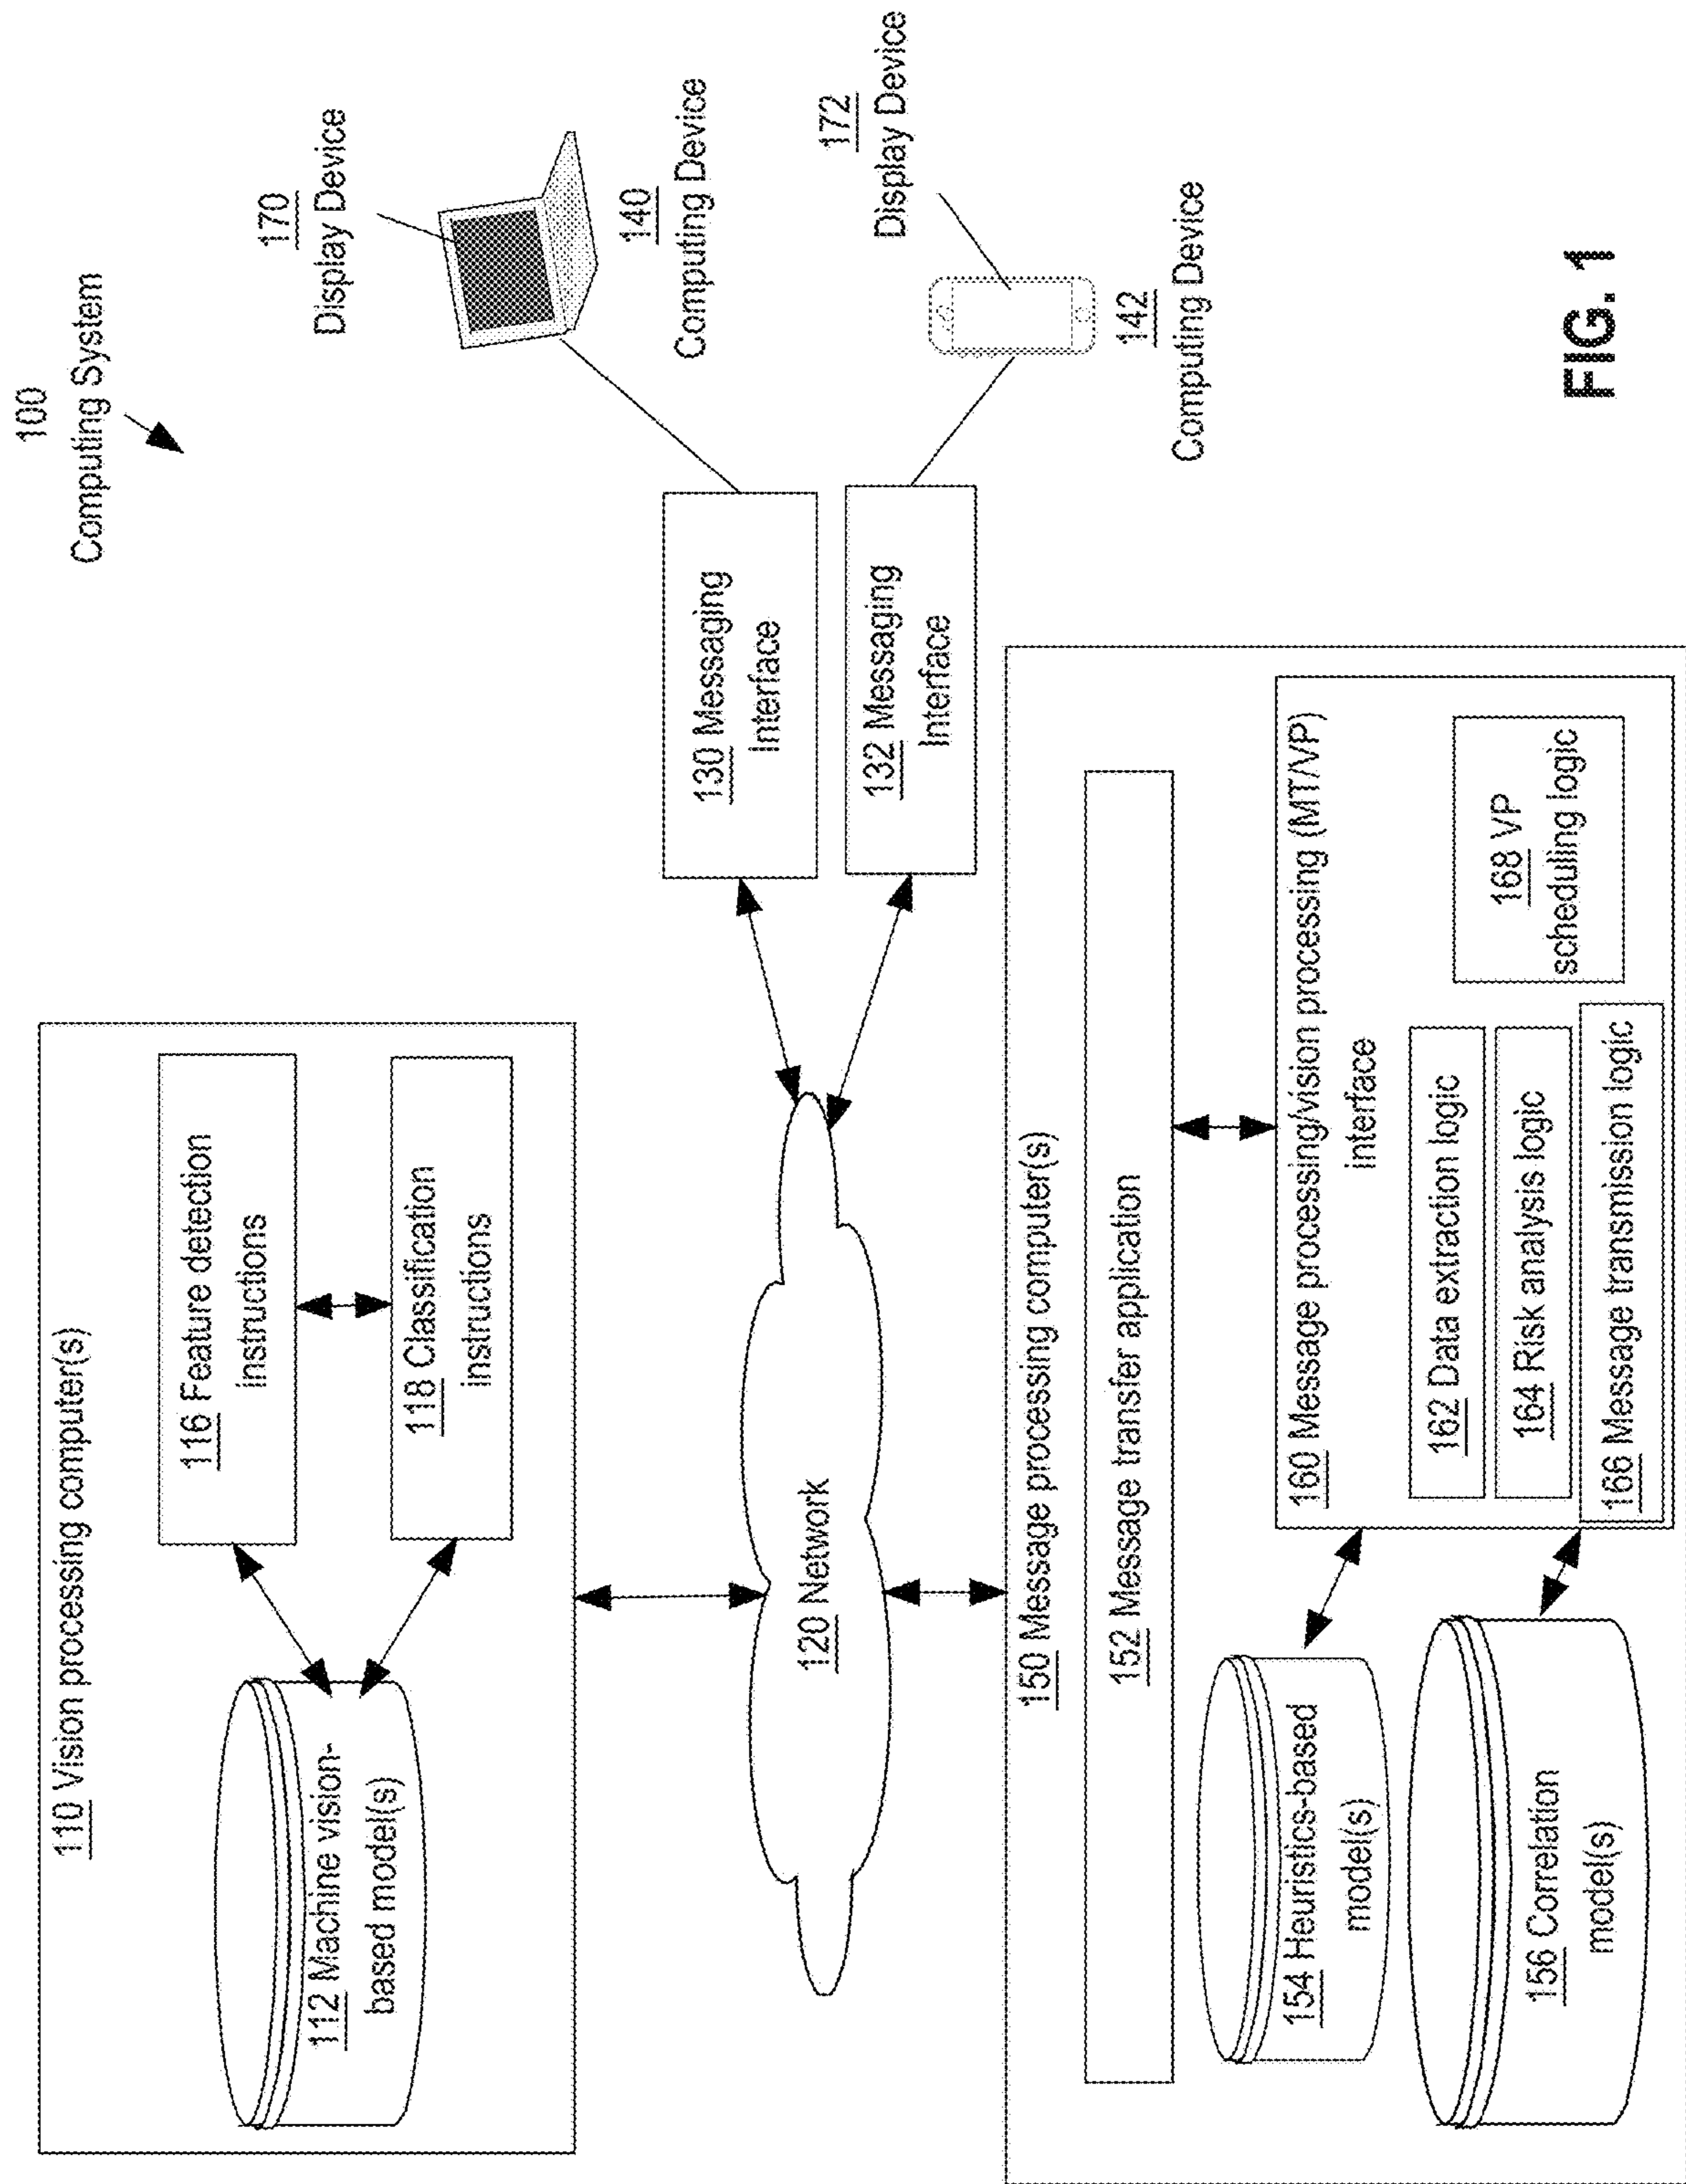 100
Computing System
110 Vision processing computer(s)
112 Machine vision-
based model(s)
116 Feature detection
instructions
118 Classification
instructions
170
Display Device
140
Computing Device
130 Messaging
Interface
120 Network
132 Messaging
Interface
172
Display Device
142
Computing Device
150 Message processing computer(s)
152 Message transfer application
154 Heuristics-based
model(s)
156 Correlation
model(s)
160 Message processing/vision processing (MT/VP)
interface
162 Data extraction logic
164 Risk analysis logic
166 Message transmission logic
168 VP
scheduling logic
FIG. 1